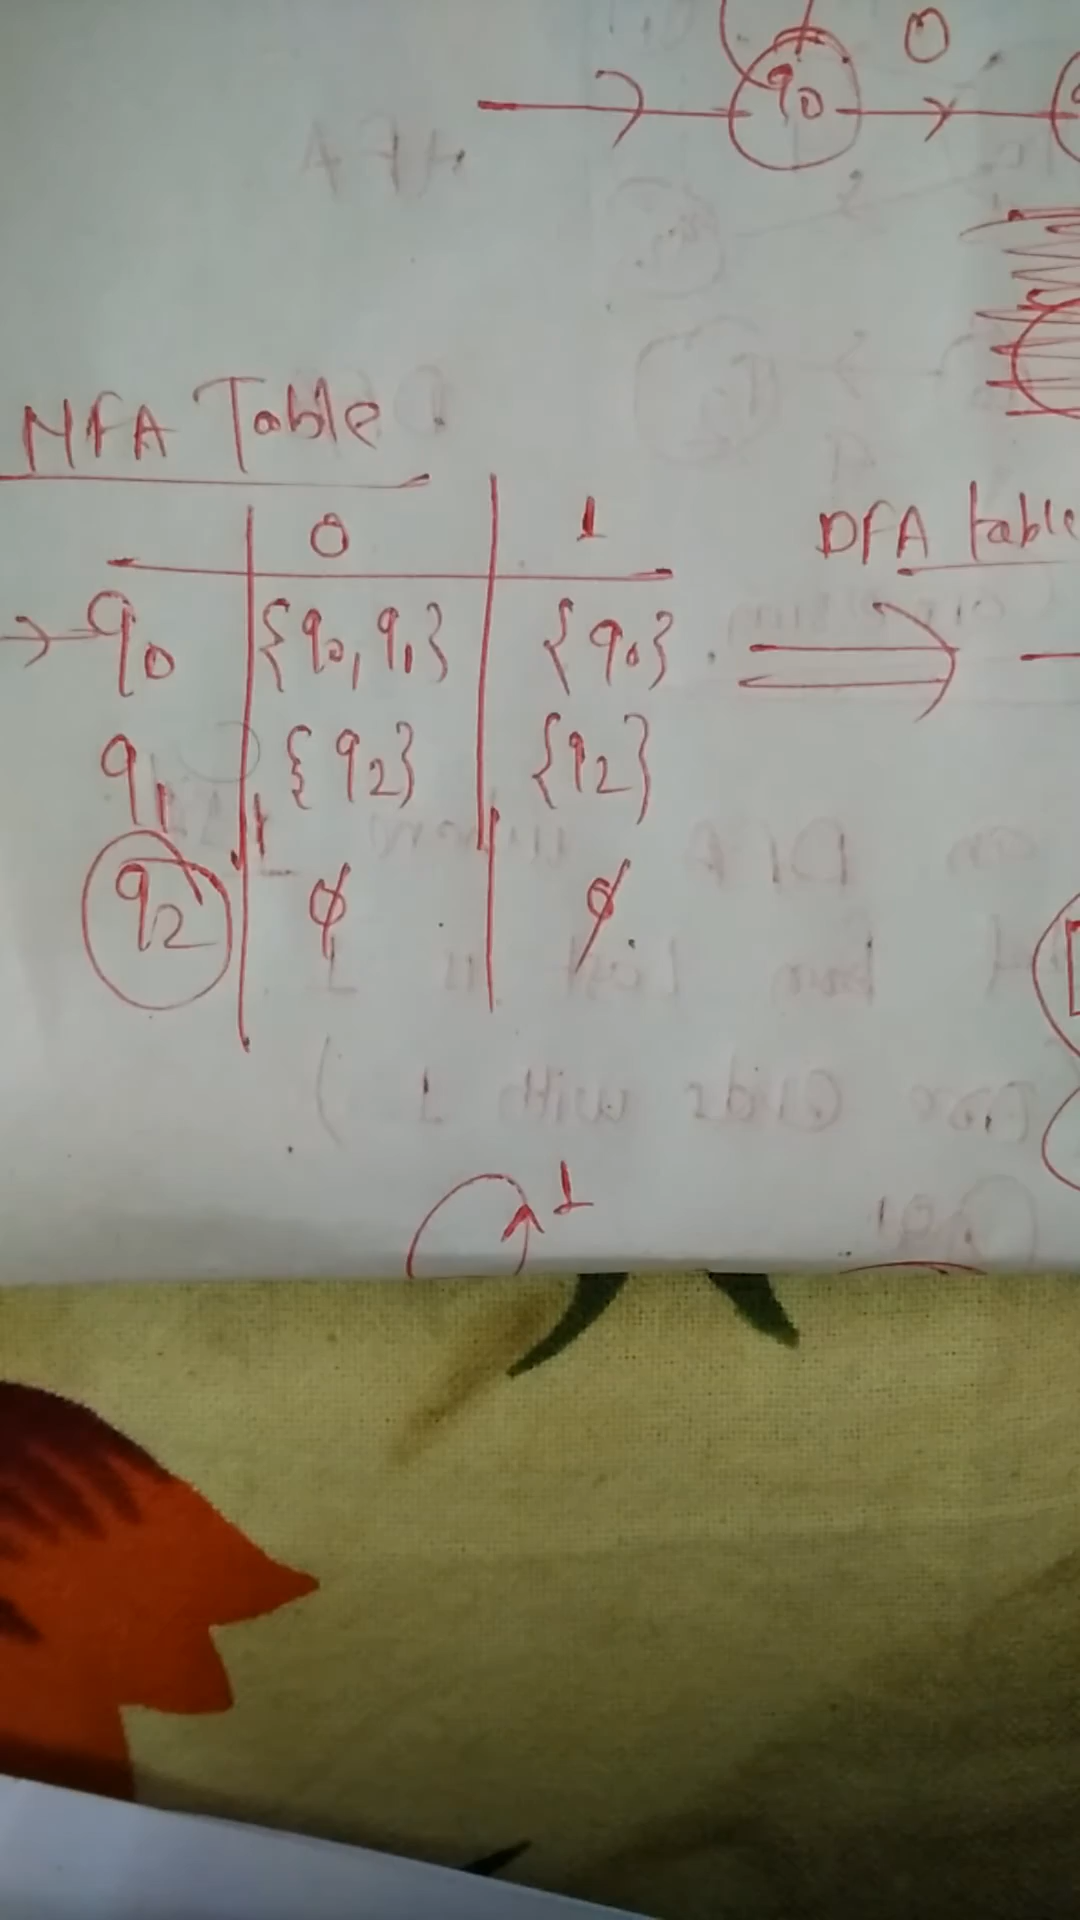 q0 0
NFA Table
0 1
DFA table
→ q0 {q0, q1} {q0}
q1 {q2} {q2}
q2 ϕ ϕ
1